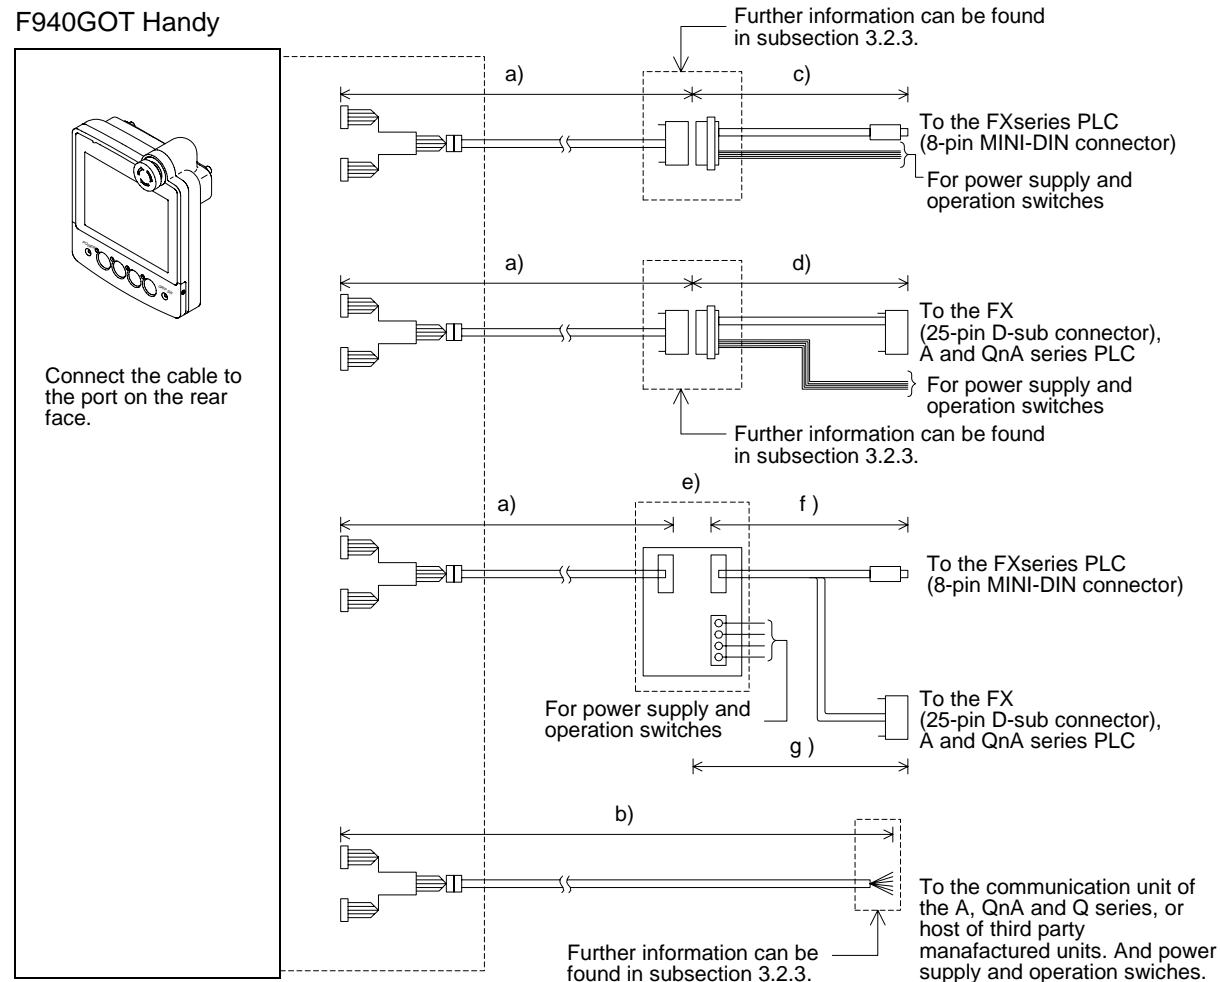 F940GOT Handy
Further information can be found
in subsection 3.2.3.
a)
c)
To the FXseries PLC
(8-pin MINI-DIN connector)
For power supply and
operation switches
Connect the cable to
the port on the rear
face.
a)
d)
To the FX
(25-pin D-sub connector),
A and QnA series PLC
For power supply and
operation switches
Further information can be found
in subsection 3.2.3.
e)
a)
f )
To the FXseries PLC
(8-pin MINI-DIN connector)
For power supply and
operation switches
To the FX
(25-pin D-sub connector),
A and QnA series PLC
g )
b)
To the communication unit of
the A, QnA and Q series, or
host of third party
manafactured units. And power
supply and operation swiches.
Further information can be
found in subsection 3.2.3.